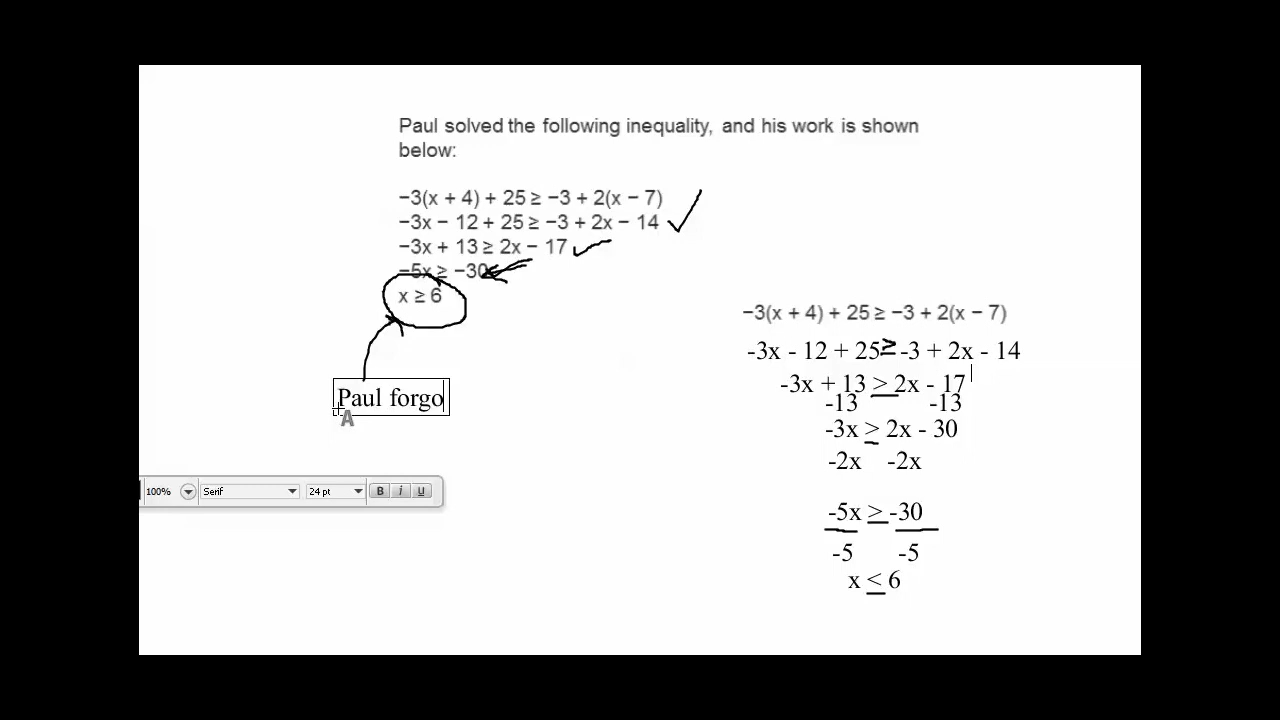 Paul solved the following inequality, and his work is shown
below:
−3(x + 4) + 25 ≥ −3 + 2(x − 7)
−3x − 12 + 25 ≥ −3 + 2x − 14
−3x + 13 ≥ 2x − 17
−5x ≥ −30
x ≥ 6
Paul forgo
A
100% Serif 24 pt B i U
−3(x + 4) + 25 ≥ −3 + 2(x − 7)
-3x - 12 + 25 ≥ -3 + 2x - 14
-3x + 13 ≥ 2x - 17
-13 -13
-3x ≥ 2x - 30
-2x -2x
-5x ≥ -30
-5 -5
x ≤ 6